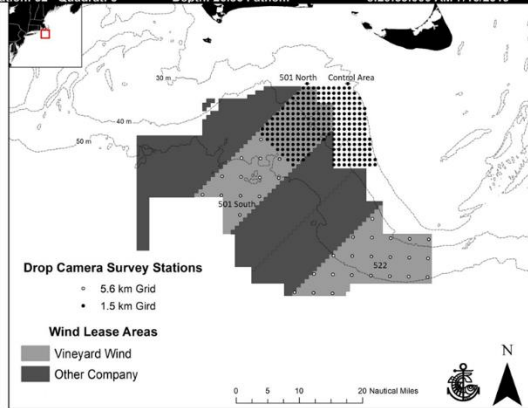 501 North
Control Area
30 m
40 m
50 m
501 South
522
Drop Camera Survey Stations
5.6 km Grid
1.5 km Gird
Wind Lease Areas
Vineyard Wind
Other Company
N
0 5 10 20 Nautical Miles